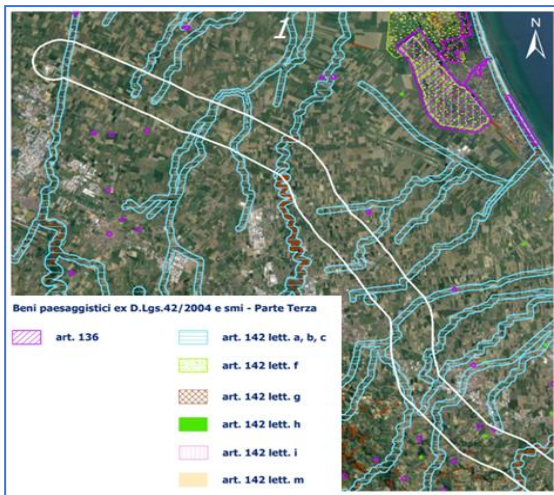 1
N
Beni paesaggistici ex D.Lgs.42/2004 e smi - Parte Terza
art. 136
art. 142 lett. a, b, c
art. 142 lett. f
art. 142 lett. g
art. 142 lett. h
art. 142 lett. i
art. 142 lett. m